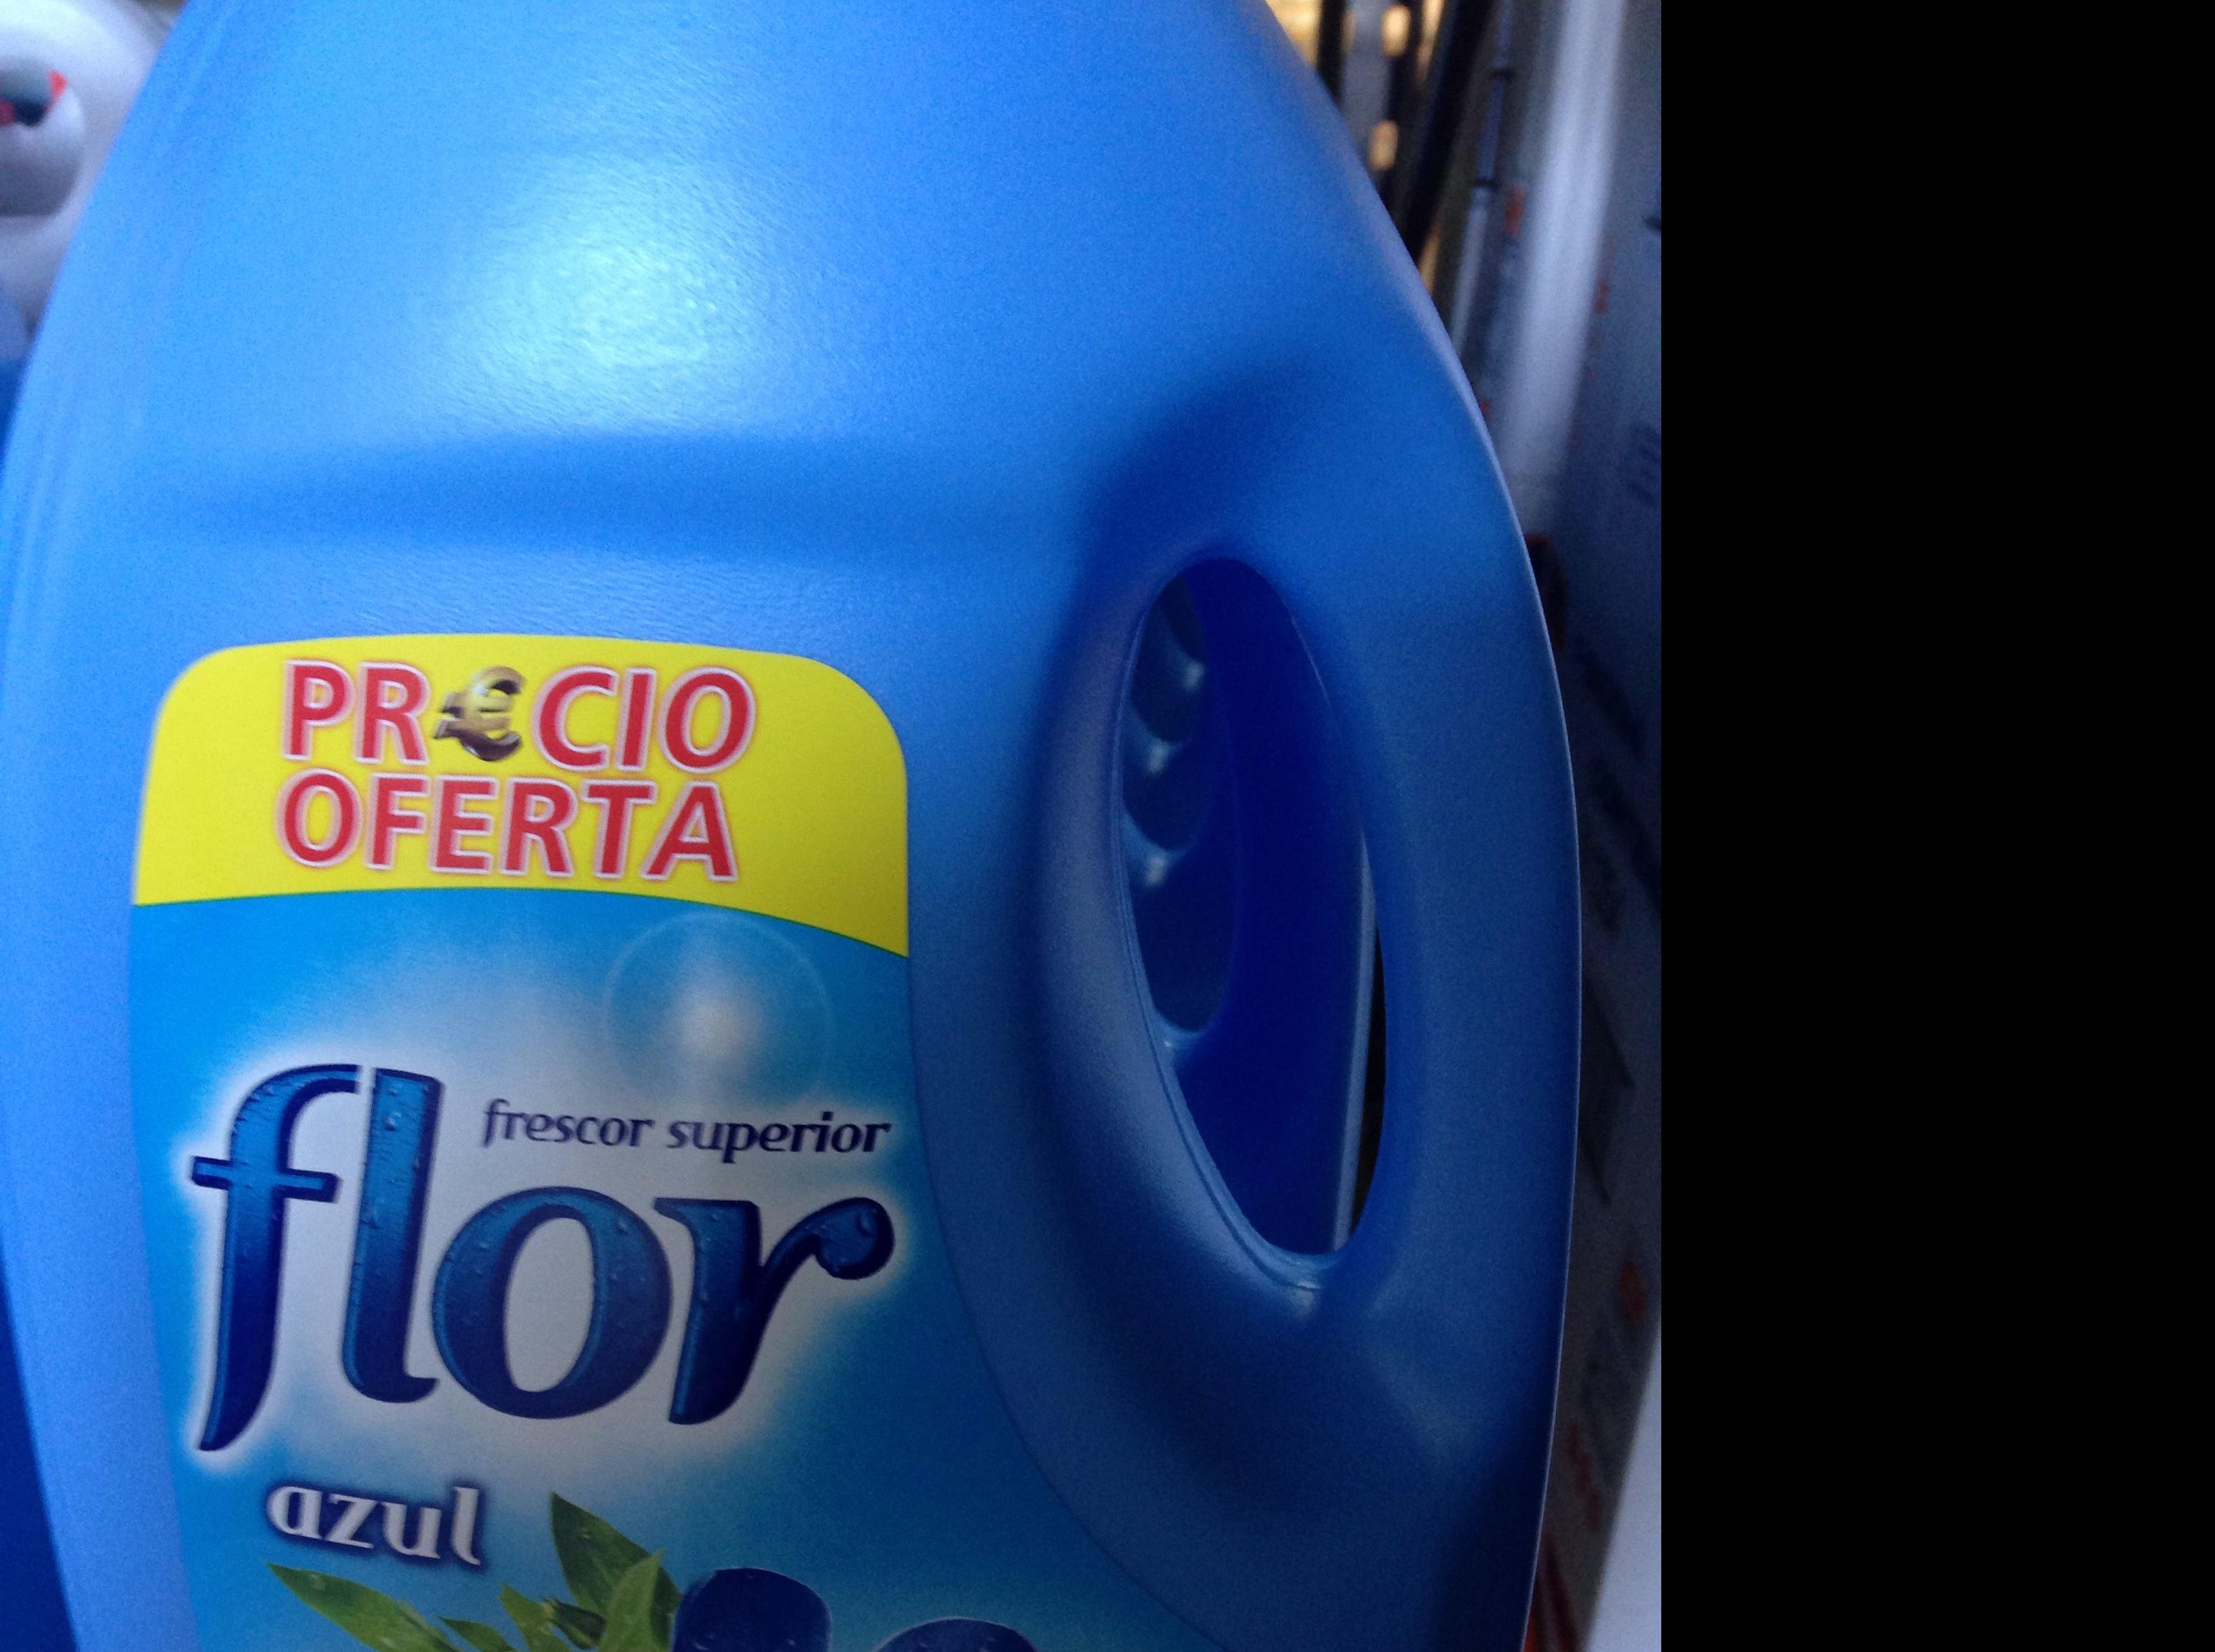 PR€CIO
OFERTA
frescor superior
flor
azul